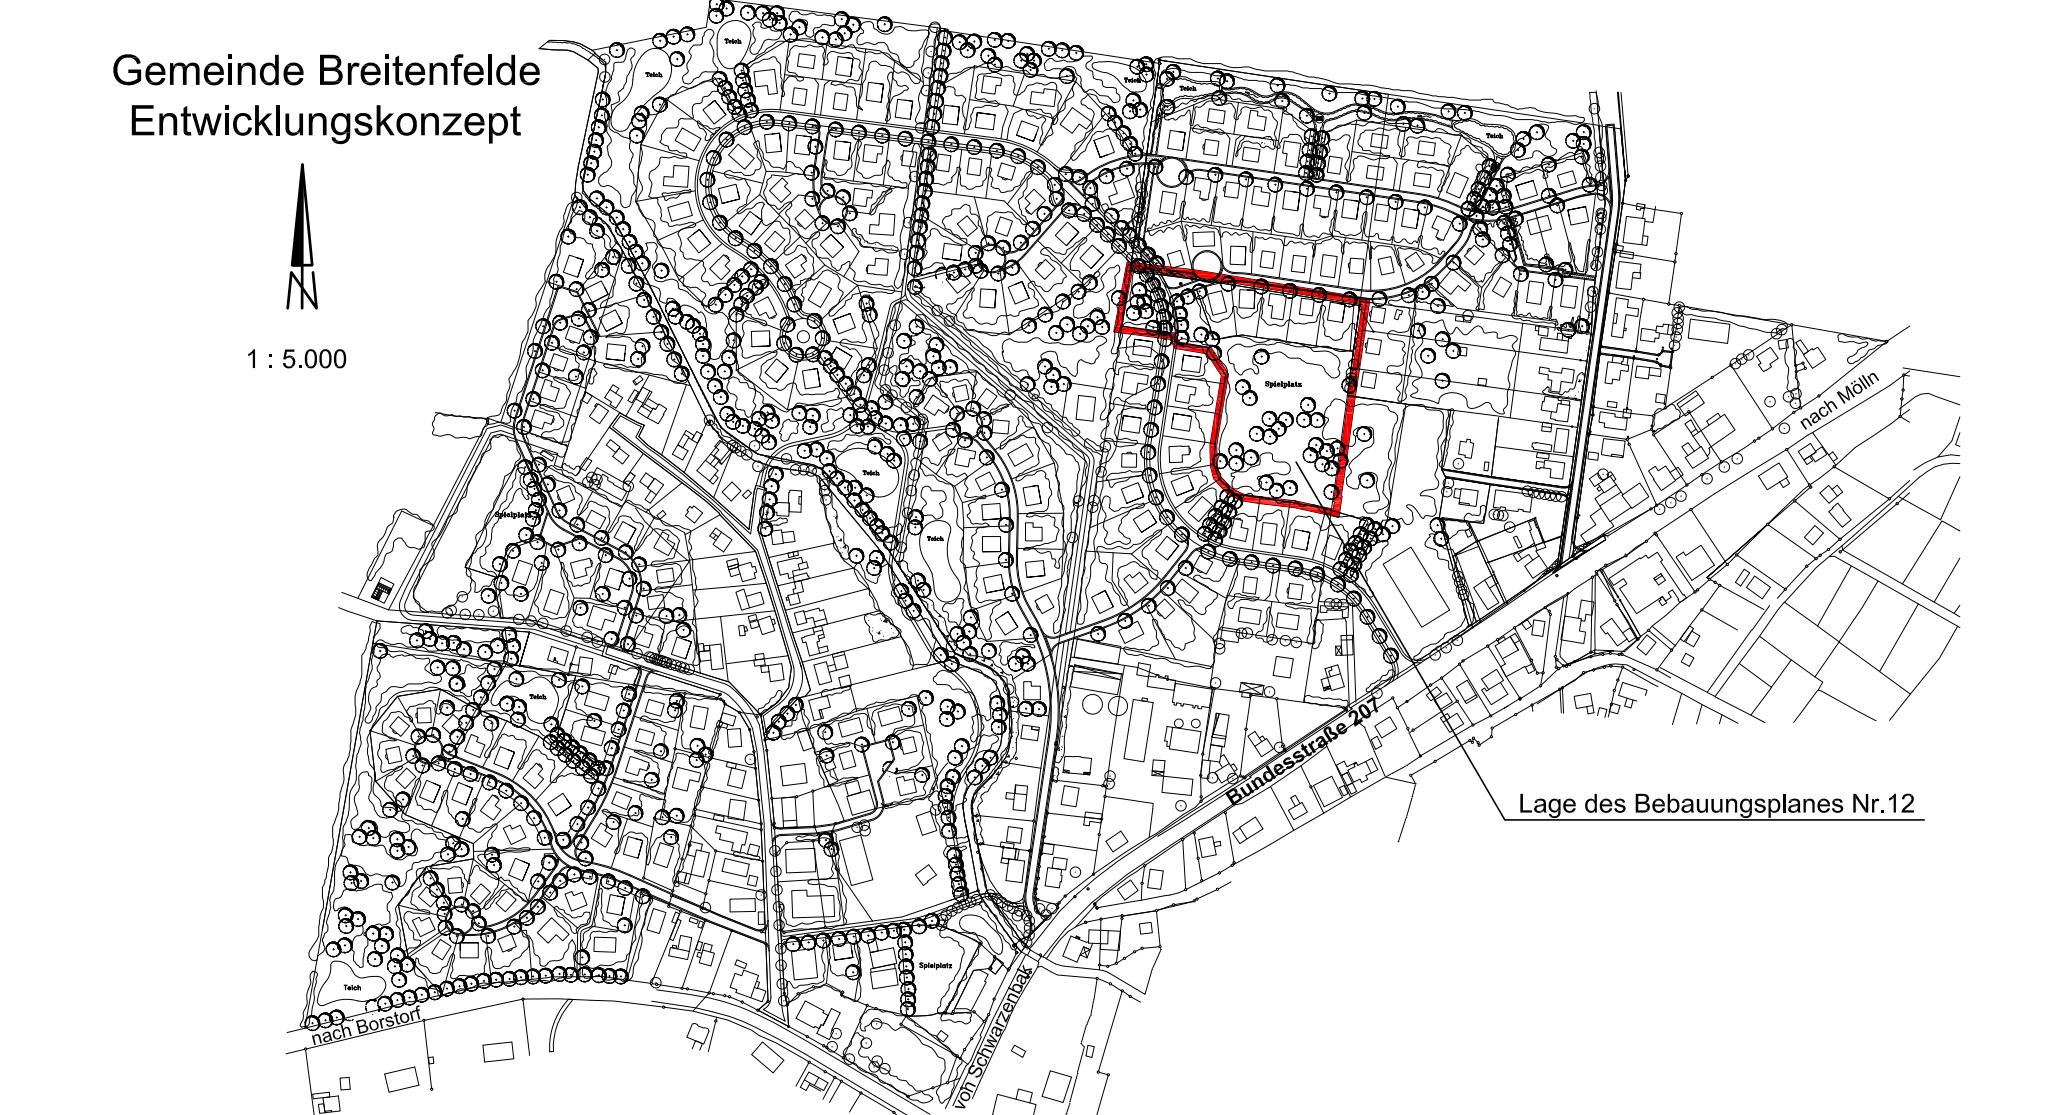 Gemeinde Breitenfelde
Entwicklungskonzept
N
1 : 5.000
Teich
Teich
Teich
Teich
Teich
Spielplatz
nach Mölln
Teich
Spielplatz
Teich
Teich
Bundesstraße 207
Lage des Bebauungsplanes Nr.12
Spielplatz
Teich
nach Borstorf
von Schwarzenbak